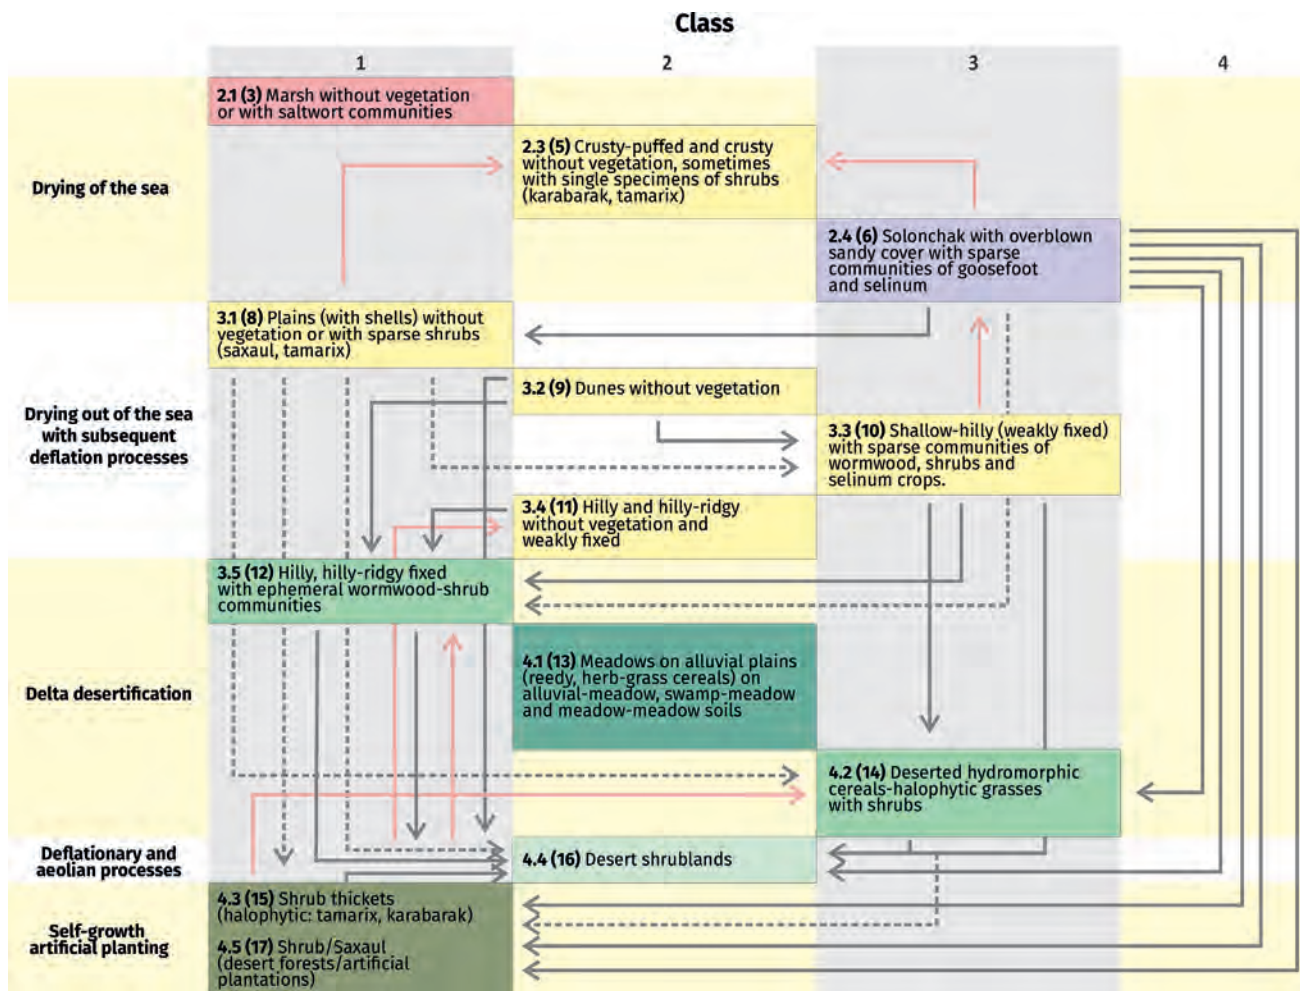 Class
1
2
3
4
2.1 (3) Marsh without vegetation
or with saltwort communities
2.3 (5) Crusty-puffed and crusty
without vegetation, sometimes
with single specimens of shrubs
(karabarak, tamarix)
Drying of the sea
2.4 (6) Solonchak with overblown
sandy cover with sparse
communities of goosefoot
and selinum
3.1 (8) Plains (with shells) without
vegetation or with sparse shrubs
(saxaul, tamarix)
3.2 (9) Dunes without vegetation
Drying out of the sea
with subsequent
deflation processes
3.3 (10) Shallow-hilly (weakly fixed)
with sparse communities of
wormwood, shrubs and
selinum crops.
3.4 (11) Hilly and hilly-ridgy
without vegetation and
weakly fixed
3.5 (12) Hilly, hilly-ridgy fixed
with ephemeral wormwood-shrub
communities
4.1 (13) Meadows on alluvial plains
(reedy, herb-grass cereals) on
alluvial-meadow, swamp-meadow
and meadow-meadow soils
Delta desertification
4.2 (14) Deserted hydromorphic
cereals-halophytic grasses
with shrubs
Deflationary and
aeolian processes
4.4 (16) Desert shrublands
4.3 (15) Shrub thickets
(halophytic: tamarix, karabarak)
Self-growth
artificial planting
4.5 (17) Shrub/Saxaul
(desert forests/artificial
plantations)